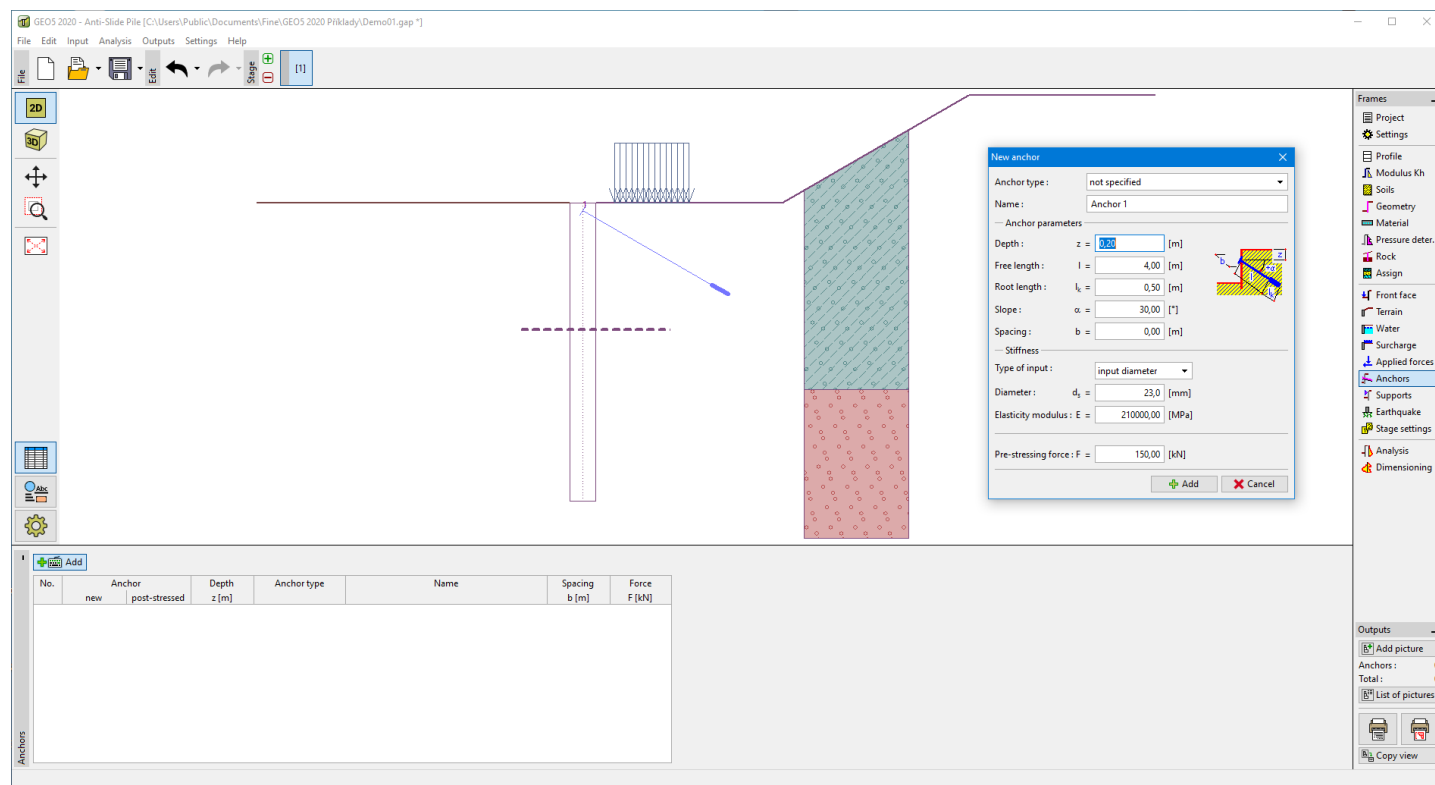 GEO5 2020 - Anti-Slide Pile [C:\Users\Public\Documents\Fine\GEO5 2020 Příklady\Demo01.gap *]
File Edit Input Analysis Outputs Settings Help
File
Edit
Stage
[1]
2D
3D
Abc
1
New anchor
Anchor type : not specified
Name : Anchor 1
Anchor parameters
Depth : z = 0,20 [m]
Free length : l = 4,00 [m]
Root length : lk = 0,50 [m]
Slope : α = 30,00 [°]
Spacing : b = 0,00 [m]
b z +α l lk
Stiffness
Type of input : input diameter
Diameter : ds = 23,0 [mm]
Elasticity modulus : E = 210000,00 [MPa]
Pre-stressing force : F = 150,00 [kN]
Add Cancel
Frames
Project
Settings
Profile
Modulus Kh
Soils
Geometry
Material
Pressure deter.
Rock
Assign
Front face
Terrain
Water
Surcharge
Applied forces
Anchors
Supports
Earthquake
Stage settings
Analysis
Dimensioning
Add
No. Anchor Depth Anchor type Name Spacing Force
new post-stressed z [m] b [m] F [kN]
Anchors
Outputs
Add picture
Anchors :
Total :
List of pictures
Copy view